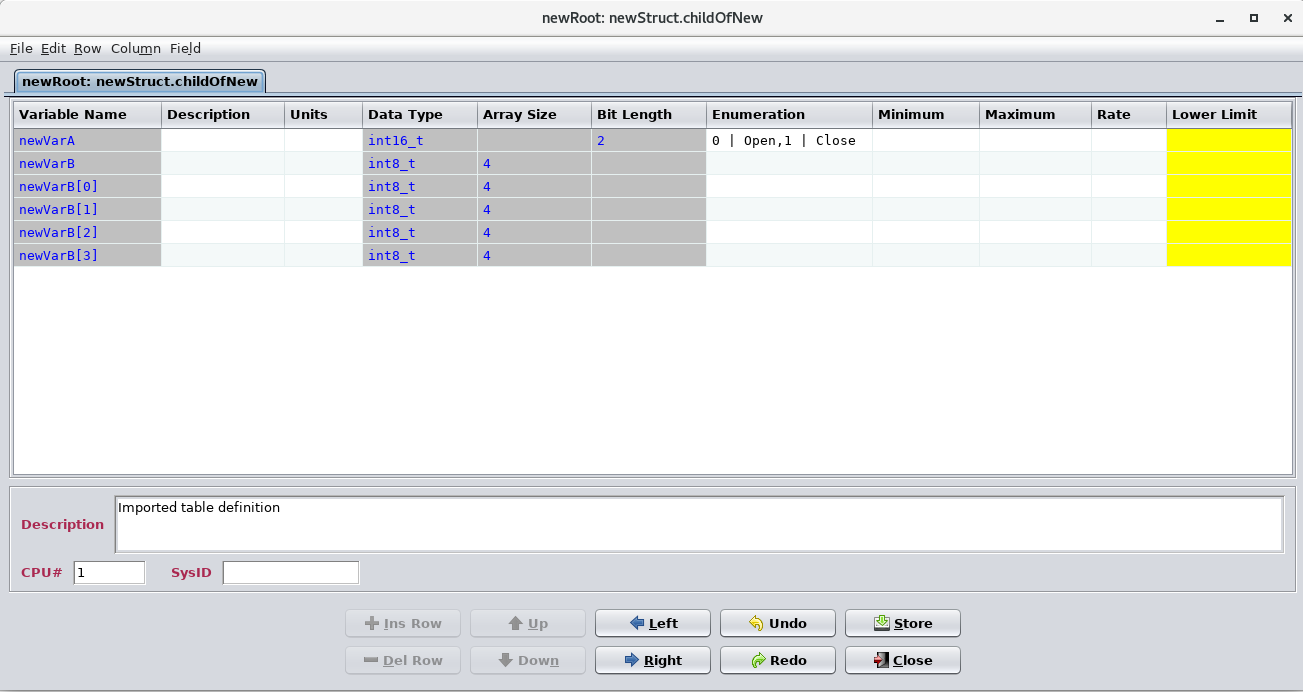 newRoot: newStruct.childOfNew
File Edit Row Column Field
newRoot: newStruct.childOfNew
Variable Name Description Units Data Type Array Size Bit Length Enumeration Minimum Maximum Rate Lower Limit
newVarA int16_t 2 0 | Open,1 | Close
newVarB int8_t 4
newVarB[0] int8_t 4
newVarB[1] int8_t 4
newVarB[2] int8_t 4
newVarB[3] int8_t 4
Description Imported table definition
CPU# 1 SysID
Ins Row Up Left Undo Store
Del Row Down Right Redo Close